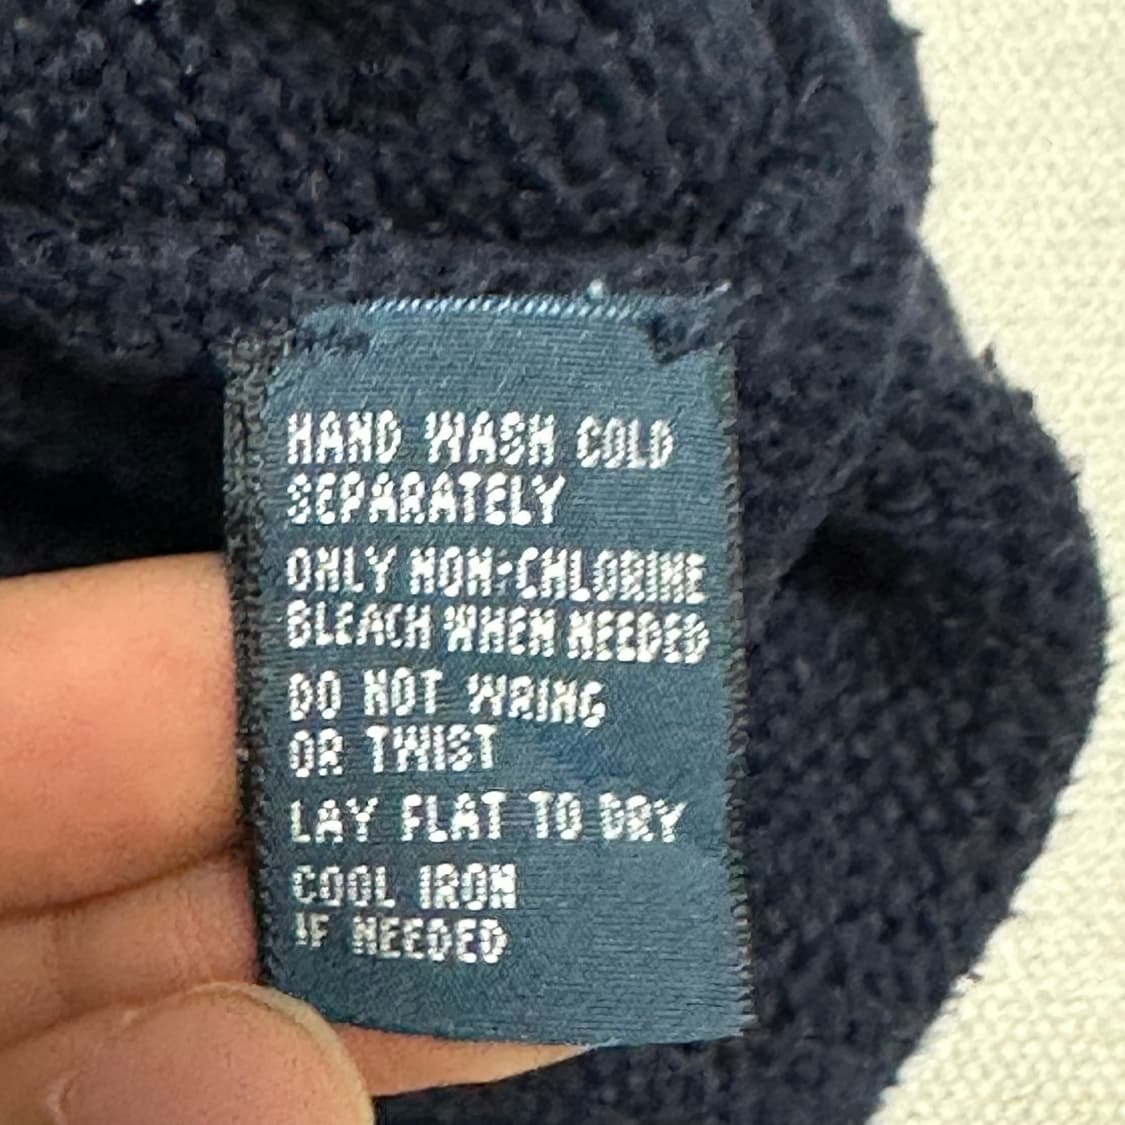 HAND WASH COLD
SEPARATELY
ONLY NON-CHLORINE
BLEACH WHEN NEEDED
DO NOT WRING
OR TWIST
LAY FLAT TO DRY
COOL IRON
IF NEEDED